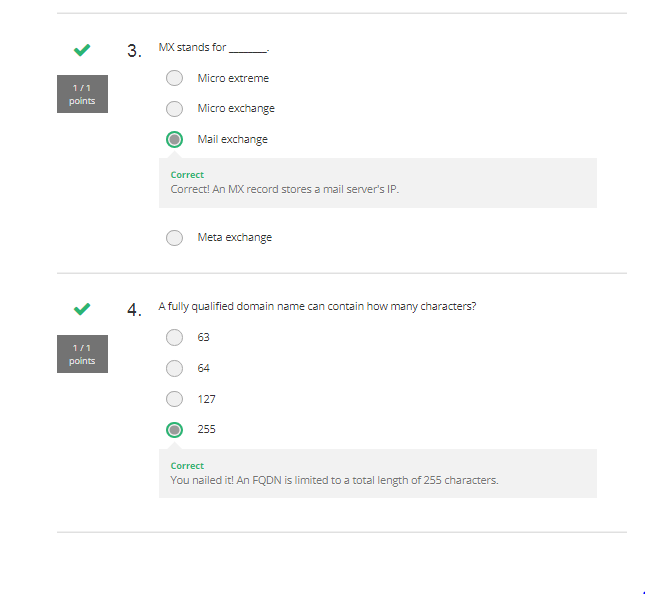 3. MX stands for ________.
1 / 1
points
Micro extreme
Micro exchange
Mail exchange
Correct
Correct! An MX record stores a mail server's IP.
Meta exchange
4. A fully qualified domain name can contain how many characters?
1 / 1
points
63
64
127
255
Correct
You nailed it! An FQDN is limited to a total length of 255 characters.